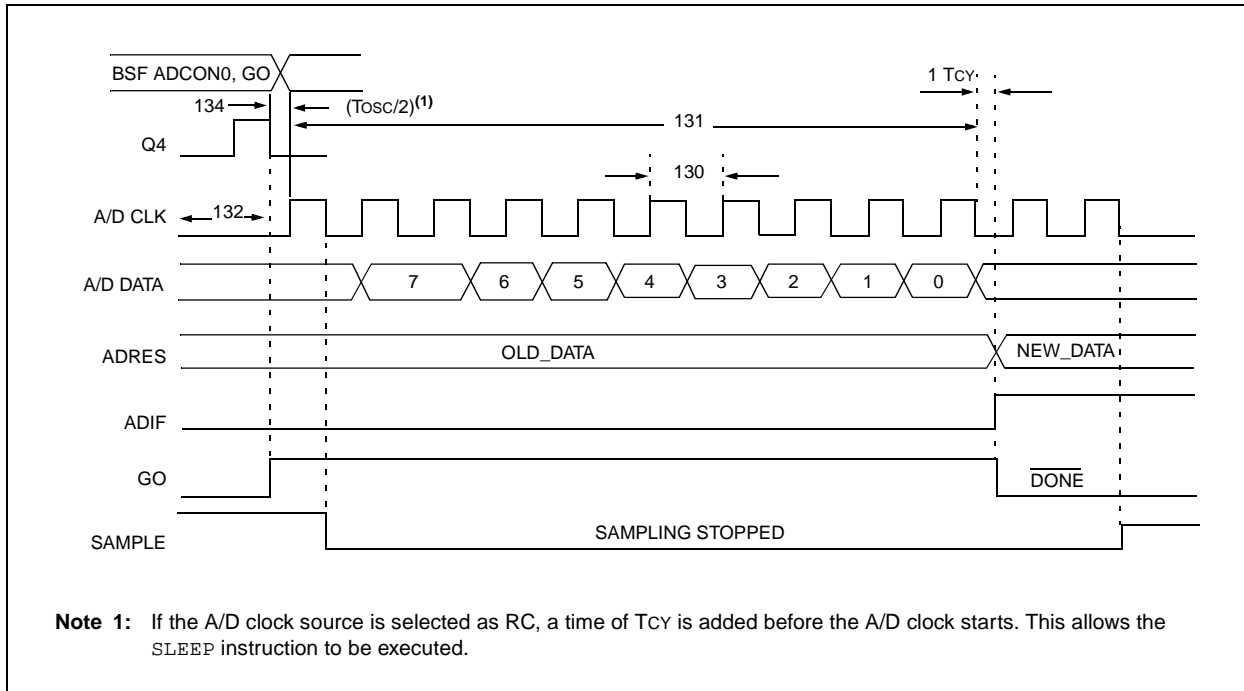 BSF ADCON0, GO
1 TCY
134
(TOSC/2)(1)
131
Q4
130
A/D CLK
132
A/D DATA
7 6 5 4 3 2 1 0
ADRES
OLD_DATA
NEW_DATA
ADIF
GO
DONE
SAMPLE
SAMPLING STOPPED
Note 1: If the A/D clock source is selected as RC, a time of TCY is added before the A/D clock starts. This allows the
SLEEP instruction to be executed.